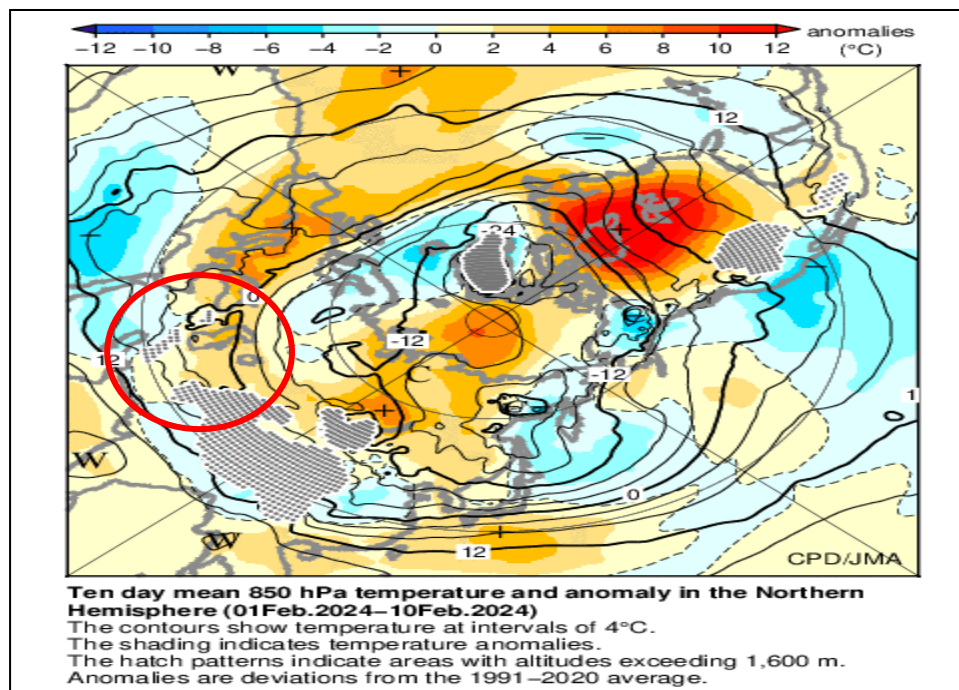 anomalies
−12 −10 −8 −6 −4 −2 0 2 4 6 8 10 12 (°C)
W
12
-24
0
-12
12
C
-12
1
W
0
W
12
CPD/JMA
Ten day mean 850 hPa temperature and anomaly in the Northern
Hemisphere (01Feb.2024−10Feb.2024)
The contours show temperature at intervals of 4°C.
The shading indicates temperature anomalies.
The hatch patterns indicate areas with altitudes exceeding 1,600 m.
Anomalies are deviations from the 1991−2020 average.